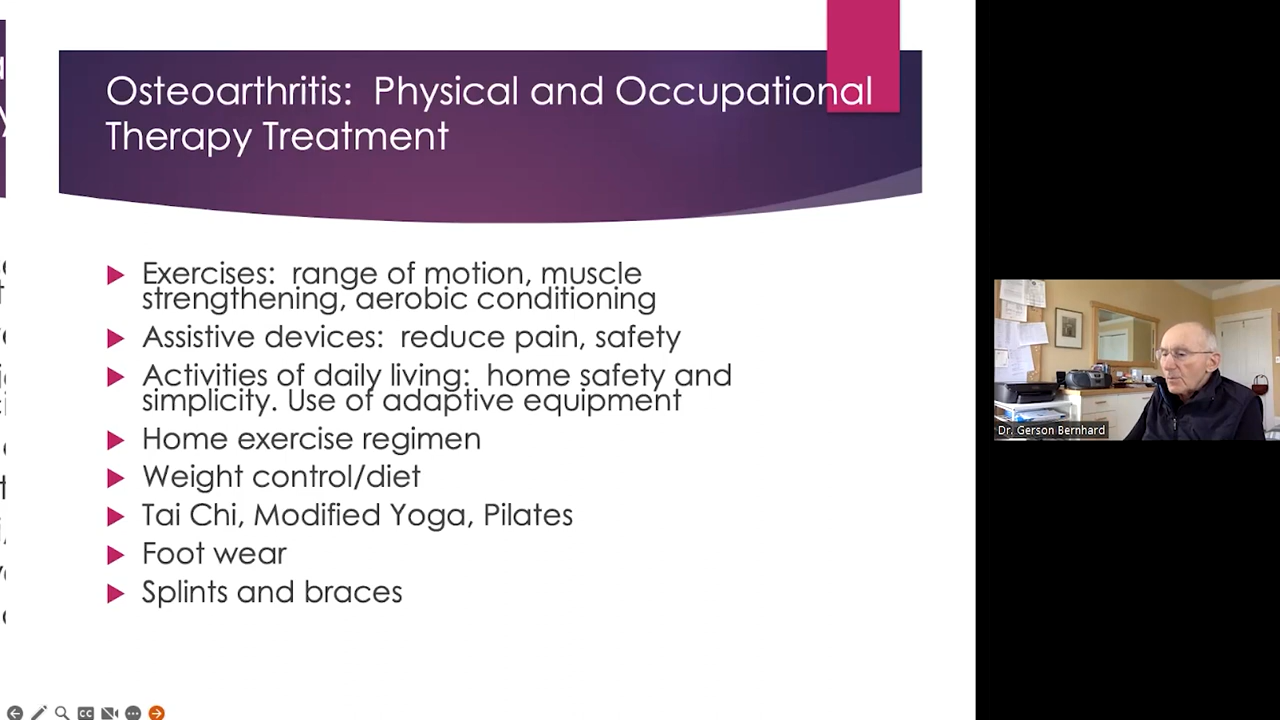 Osteoarthritis: Physical and Occupational
Therapy Treatment
Exercises: range of motion, muscle
strengthening, aerobic conditioning
Assistive devices: reduce pain, safety
Activities of daily living: home safety and
simplicity. Use of adaptive equipment
Home exercise regimen
Weight control/diet
Tai Chi, Modified Yoga, Pilates
Foot wear
Splints and braces
Dr. Gerson Bernhard
CC